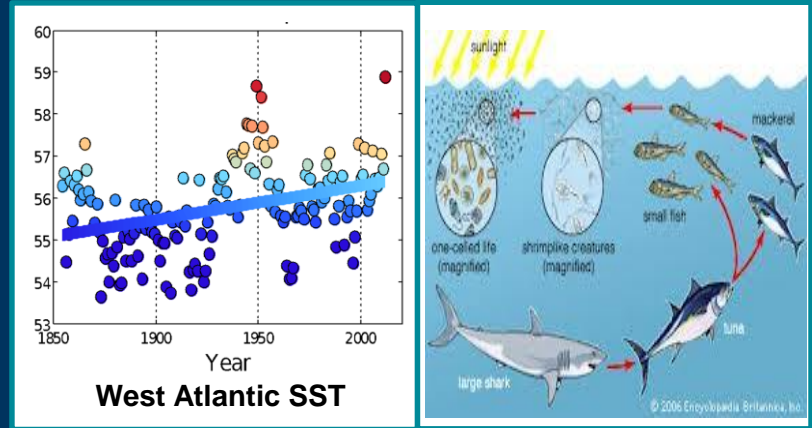 60
59
58
57
56
55
54
53
1850
1900
1950
2000
Year
West Atlantic SST
sunlight
mackerel
small fish
one-celled life
(magnified)
shrimplike creatures
(magnified)
tuna
large shark
© 2006 Encyclopædia Britannica, Inc.